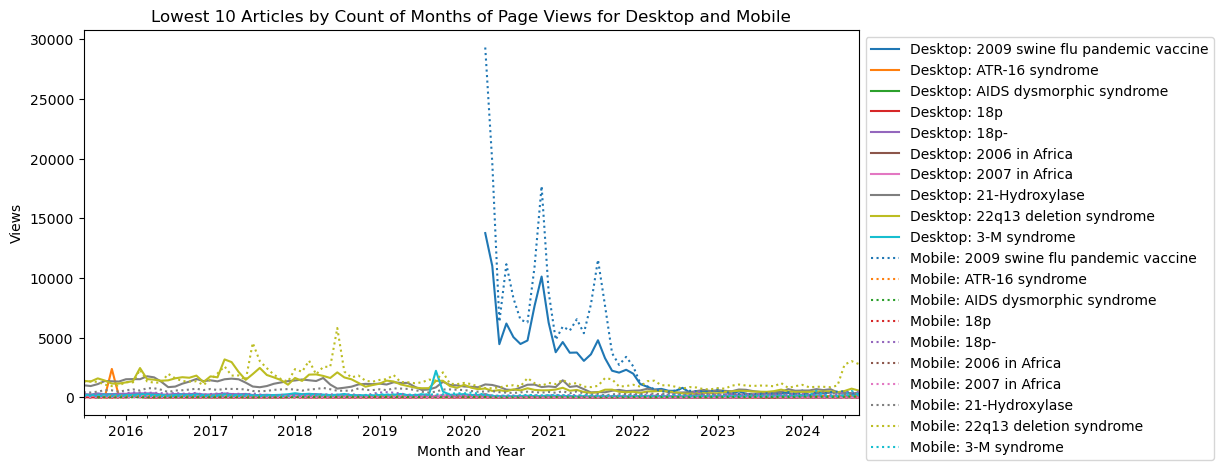 Lowest 10 Articles by Count of Months of Page Views for Desktop and Mobile
30000
25000
20000
15000
10000
5000
0
Views
2016 2017 2018 2019 2020 2021 2022 2023 2024
Month and Year
Desktop: 2009 swine flu pandemic vaccine
Desktop: ATR-16 syndrome
Desktop: AIDS dysmorphic syndrome
Desktop: 18p
Desktop: 18p-
Desktop: 2006 in Africa
Desktop: 2007 in Africa
Desktop: 21-Hydroxylase
Desktop: 22q13 deletion syndrome
Desktop: 3-M syndrome
Mobile: 2009 swine flu pandemic vaccine
Mobile: ATR-16 syndrome
Mobile: AIDS dysmorphic syndrome
Mobile: 18p
Mobile: 18p-
Mobile: 2006 in Africa
Mobile: 2007 in Africa
Mobile: 21-Hydroxylase
Mobile: 22q13 deletion syndrome
Mobile: 3-M syndrome